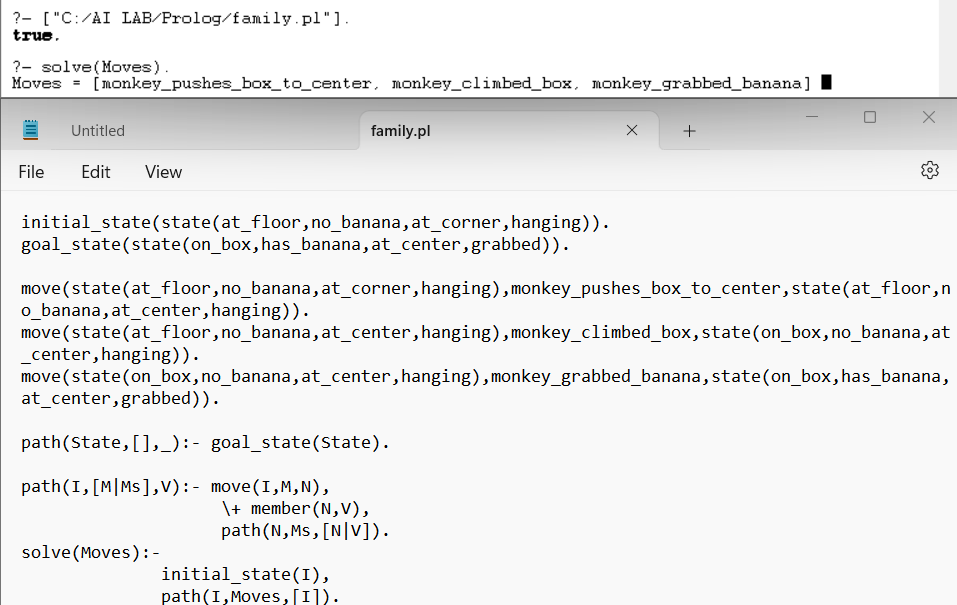 ?- ["C:/AI LAB/Prolog/family.pl"].
true.
?- solve(Moves).
Moves = [monkey_pushes_box_to_center, monkey_climbed_box, monkey_grabbed_banana]
Untitled
family.pl
File Edit View
initial_state(state(at_floor,no_banana,at_corner,hanging)).
goal_state(state(on_box,has_banana,at_center,grabbed)).
move(state(at_floor,no_banana,at_corner,hanging),monkey_pushes_box_to_center,state(at_floor,n
o_banana,at_center,hanging)).
move(state(at_floor,no_banana,at_center,hanging),monkey_climbed_box,state(on_box,no_banana,at
_center,hanging)).
move(state(on_box,no_banana,at_center,hanging),monkey_grabbed_banana,state(on_box,has_banana,
at_center,grabbed)).
path(State,[],_):- goal_state(State).
path(I,[M|Ms],V):- move(I,M,N),
\+ member(N,V),
path(N,Ms,[N|V]).
solve(Moves):-
initial_state(I),
path(I,Moves,[I]).